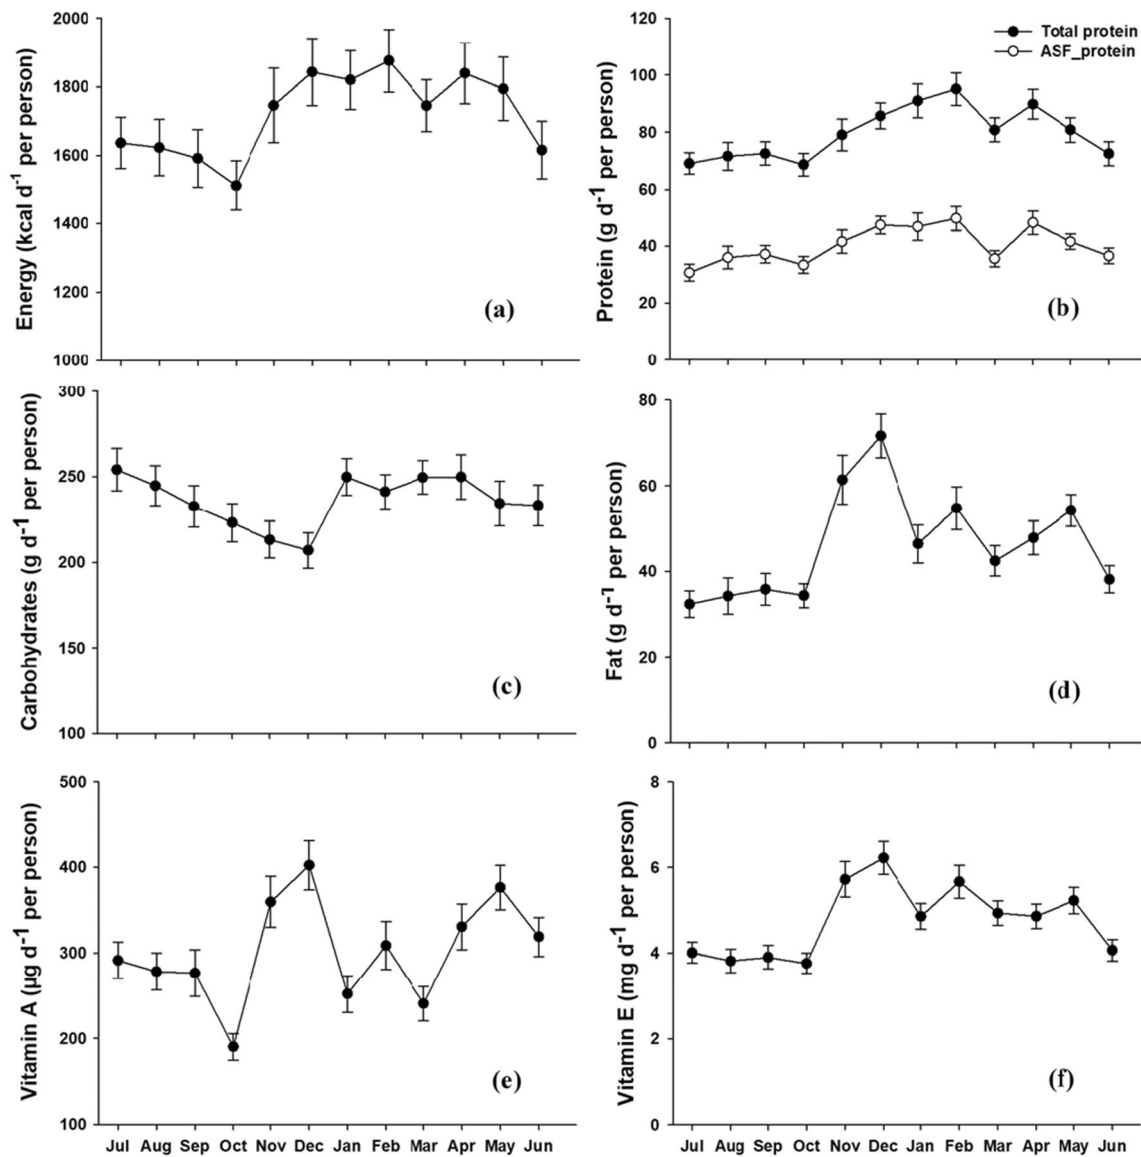 Energy (kcal d-1 per person)
2000
1800
1600
1400
1200
1000
(a)
Protein (g d-1 per person)
120
100
80
60
40
20
0
Total protein
ASF_protein
(b)
Carbohydrates (g d-1 per person)
300
250
200
150
100
(c)
Fat (g d-1 per person)
80
60
40
20
0
(d)
Vitamin A (µg d-1 per person)
500
400
300
200
100
(e)
Jul Aug Sep Oct Nov Dec Jan Feb Mar Apr May Jun
Vitamin E (mg d-1 per person)
8
6
4
2
0
(f)
Jul Aug Sep Oct Nov Dec Jan Feb Mar Apr May Jun